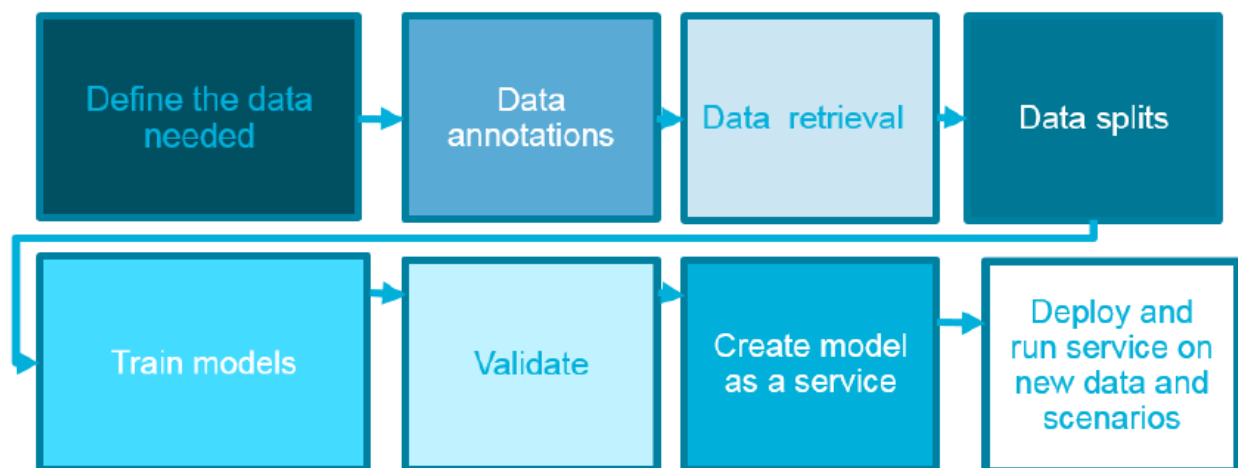 Define the data
needed
Data
annotations
Data retrieval
Data splits
Train models
Validate
Create model
as a service
Deploy and
run service on
new data and
scenarios